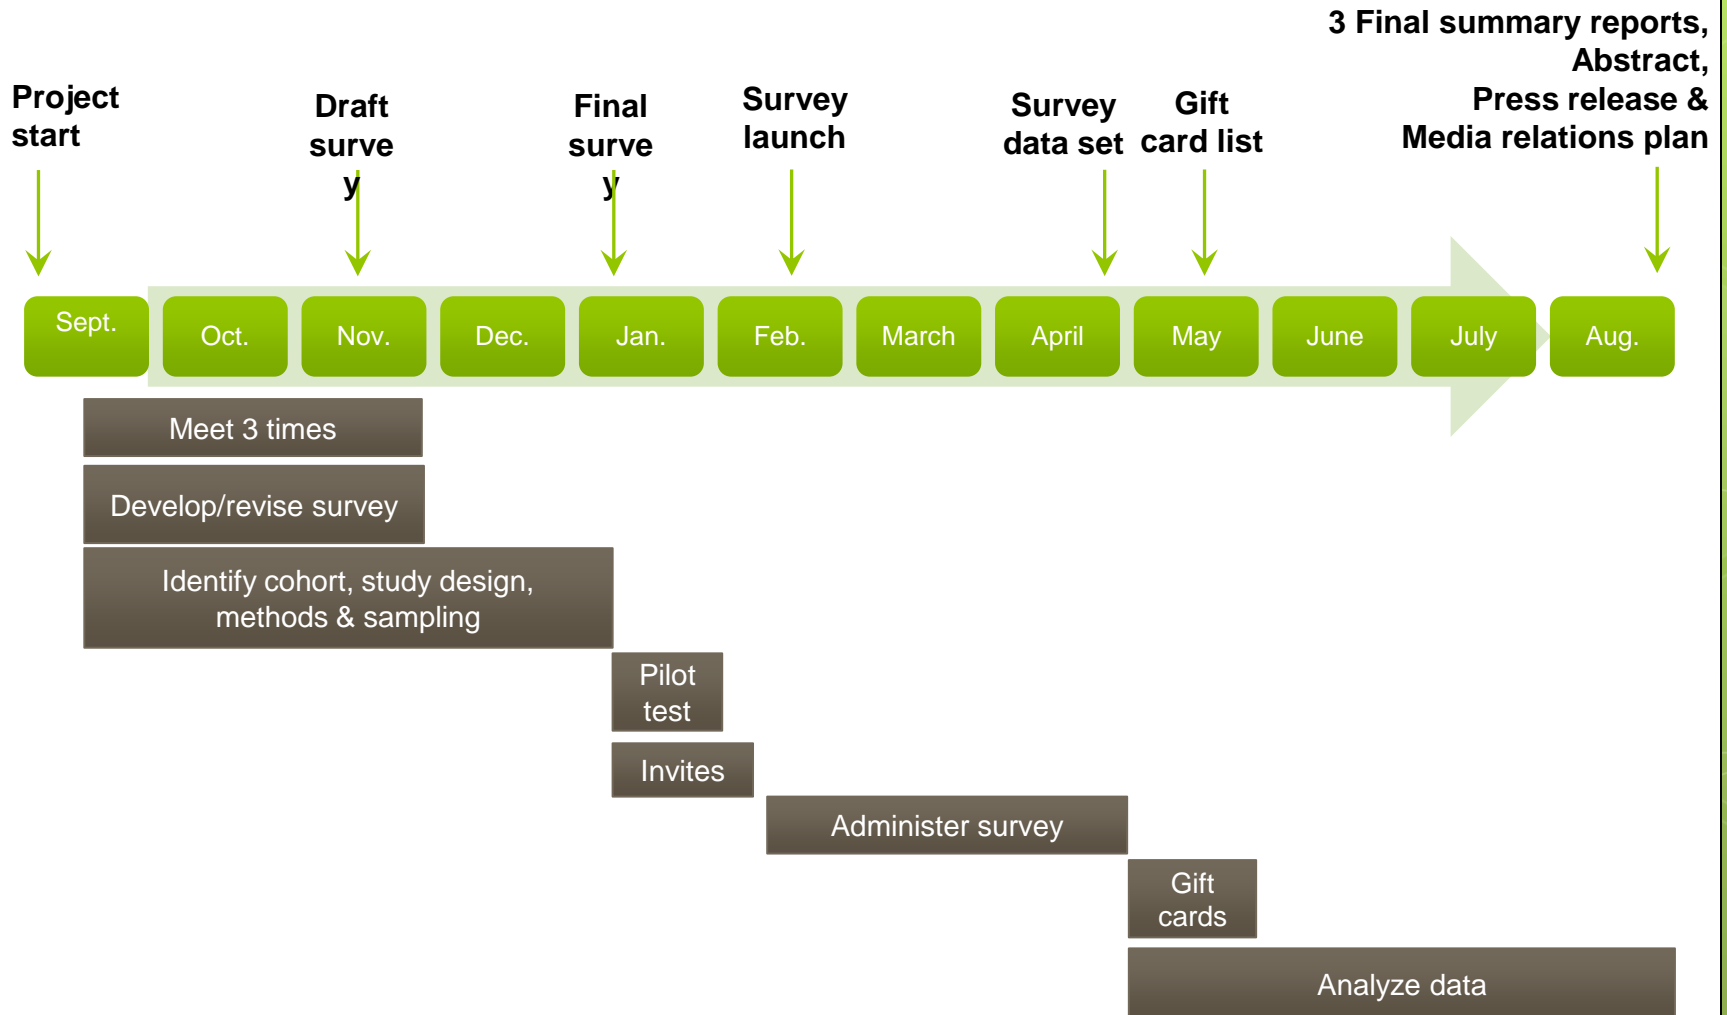 3 Final summary reports,
Abstract,
Press release &
Media relations plan
Project
start
Draft
surve
y
Final
surve
y
Survey
launch
Survey
data set
Gift
card list
Sept.
Oct.
Nov.
Dec.
Jan.
Feb.
March
April
May
June
July
Aug.
Meet 3 times
Develop/revise survey
Identify cohort, study design,
methods & sampling
Pilot
test
Invites
Administer survey
Gift
cards
Analyze data